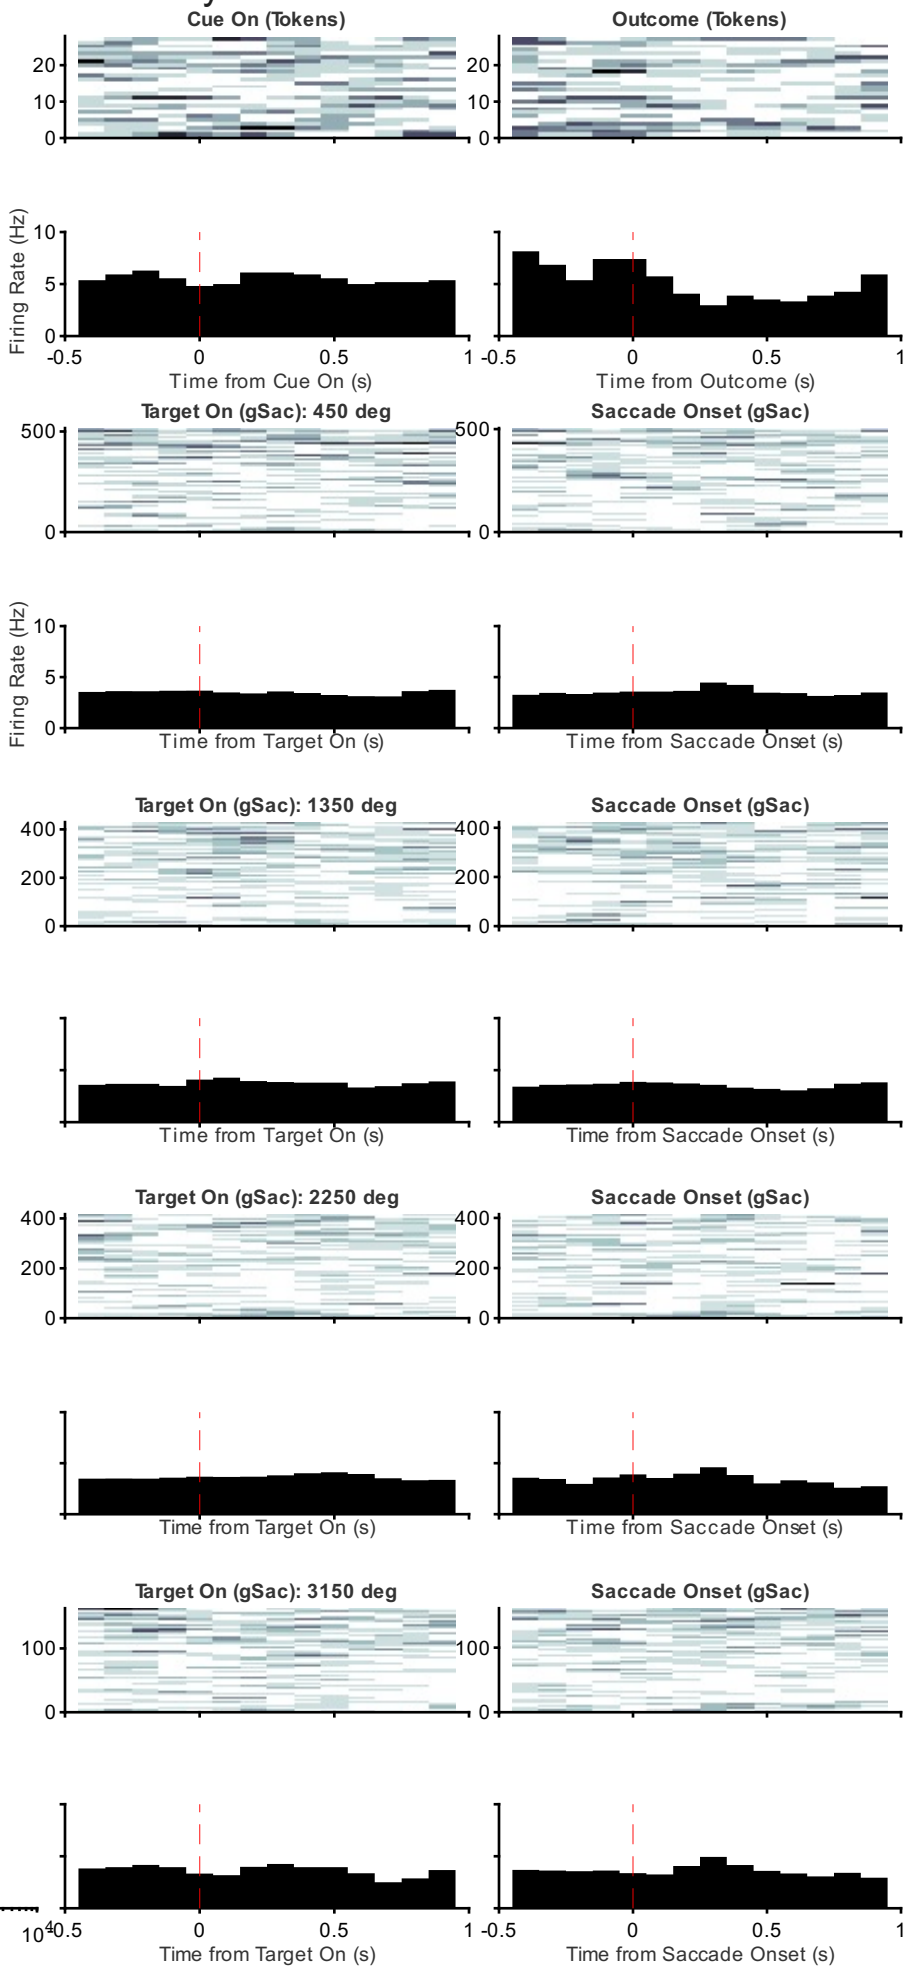 Cue On (Tokens) Outcome (Tokens)
20 20
10 10
0 0
Firing Rate (Hz)
10
5
0
-0.5 0 0.5 1 -0.5 0 0.5 1
Time from Cue On (s) Time from Outcome (s)
Target On (gSac): 450 deg Saccade Onset (gSac)
500 500
0 0
Firing Rate (Hz)
10
5
0
Time from Target On (s) Time from Saccade Onset (s)
Target On (gSac): 1350 deg Saccade Onset (gSac)
400 400
200 200
0 0
Time from Target On (s) Time from Saccade Onset (s)
Target On (gSac): 2250 deg Saccade Onset (gSac)
400 400
200 200
0 0
Time from Target On (s) Time from Saccade Onset (s)
Target On (gSac): 3150 deg Saccade Onset (gSac)
100 100
0 0
10⁴ -0.5 0 0.5 1 -0.5 0 0.5 1
Time from Target On (s) Time from Saccade Onset (s)